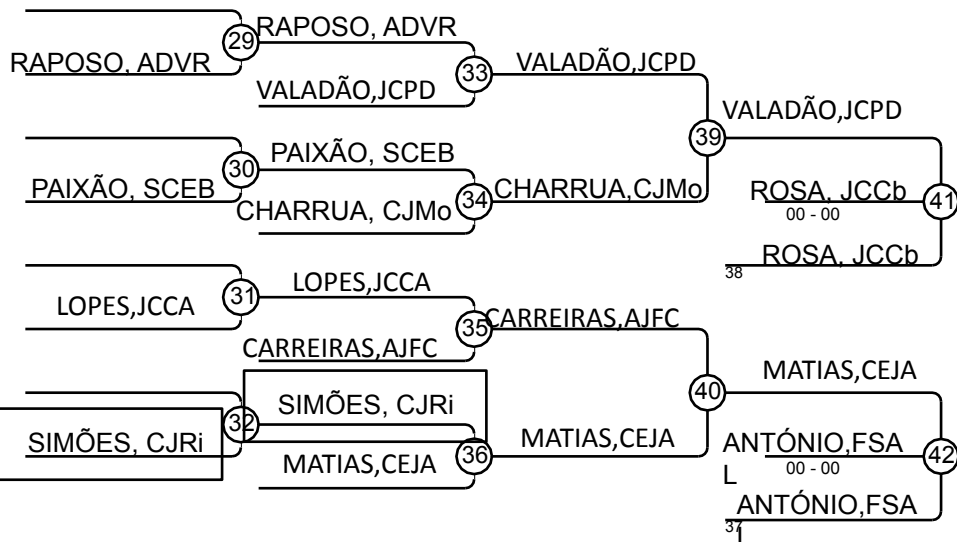 29
RAPOSO, ADVR
RAPOSO, ADVR
33
VALADÃO,JCPD
VALADÃO,JCPD
39
VALADÃO,JCPD
30
PAIXÃO, SCEB
PAIXÃO, SCEB
34
CHARRUA,CJMo
CHARRUA, CJMo
ROSA, JCCb
41
00 - 00
38
ROSA, JCCb
31
LOPES,JCCA
LOPES,JCCA
35
CARREIRAS,AJFC
CARREIRAS,AJFC
40
MATIAS,CEJA
32
SIMÕES, CJRi
SIMÕES, CJRi
36
MATIAS,CEJA
MATIAS,CEJA
ANTÓNIO,FSA
L
42
00 - 00
37
ANTÓNIO,FSA